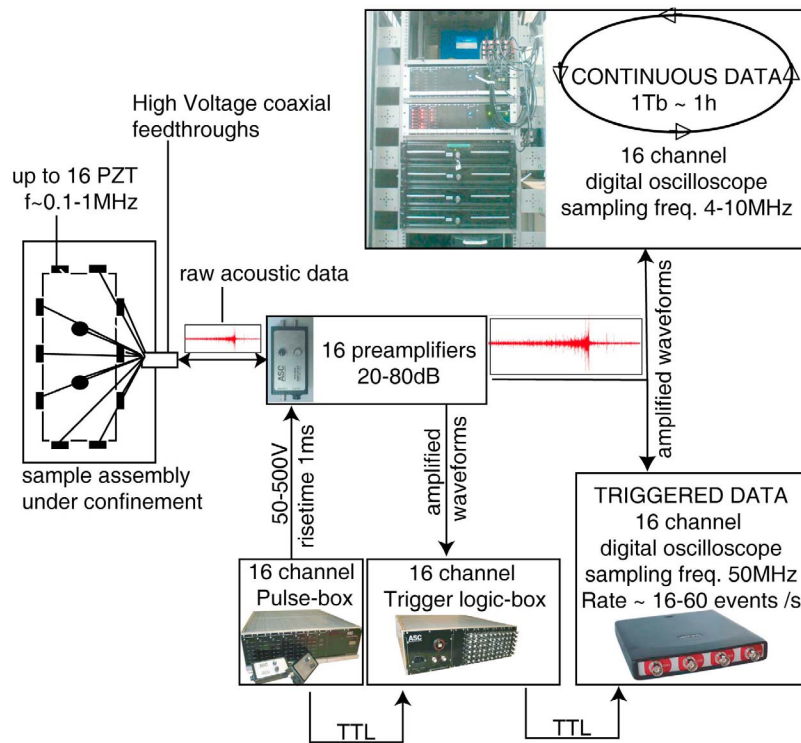 High Voltage coaxial
feedthroughs
up to 16 PZT
f~0.1-1MHz
raw acoustic data
sample assembly
under confinement
CONTINUOUS DATA
1Tb ~ 1h
16 channel
digital oscilloscope
sampling freq. 4-10MHz
ASC
16 preamplifiers
20-80dB
amplified waveforms
50-500V
risetime 1ms
amplified
waveforms
16 channel
Pulse-box
16 channel
Trigger logic-box
ASC
TRIGGERED DATA
16 channel
digital oscilloscope
sampling freq. 50MHz
Rate ~ 16-60 events /s
TTL
TTL